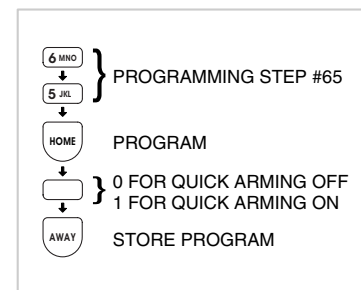 6 MNO
5 JKL
PROGRAMMING STEP #65
HOME
PROGRAM
0 FOR QUICK ARMING OFF
1 FOR QUICK ARMING ON
AWAY
STORE PROGRAM